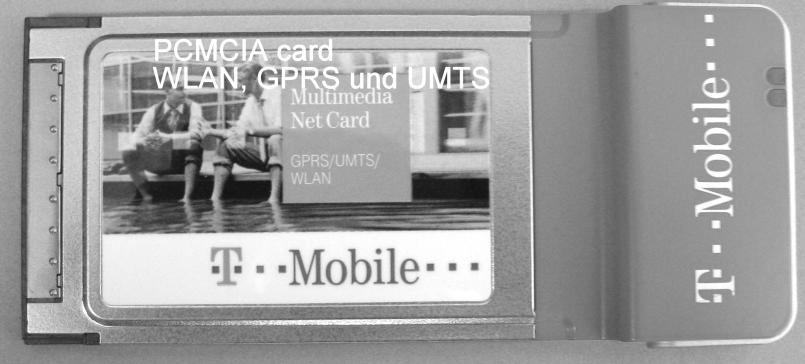 PCMCIA card
WLAN, GPRS und UMTS
Multimedia
Net Card
GPRS/UMTS/
WLAN
T···Mobile···
T···Mobile···